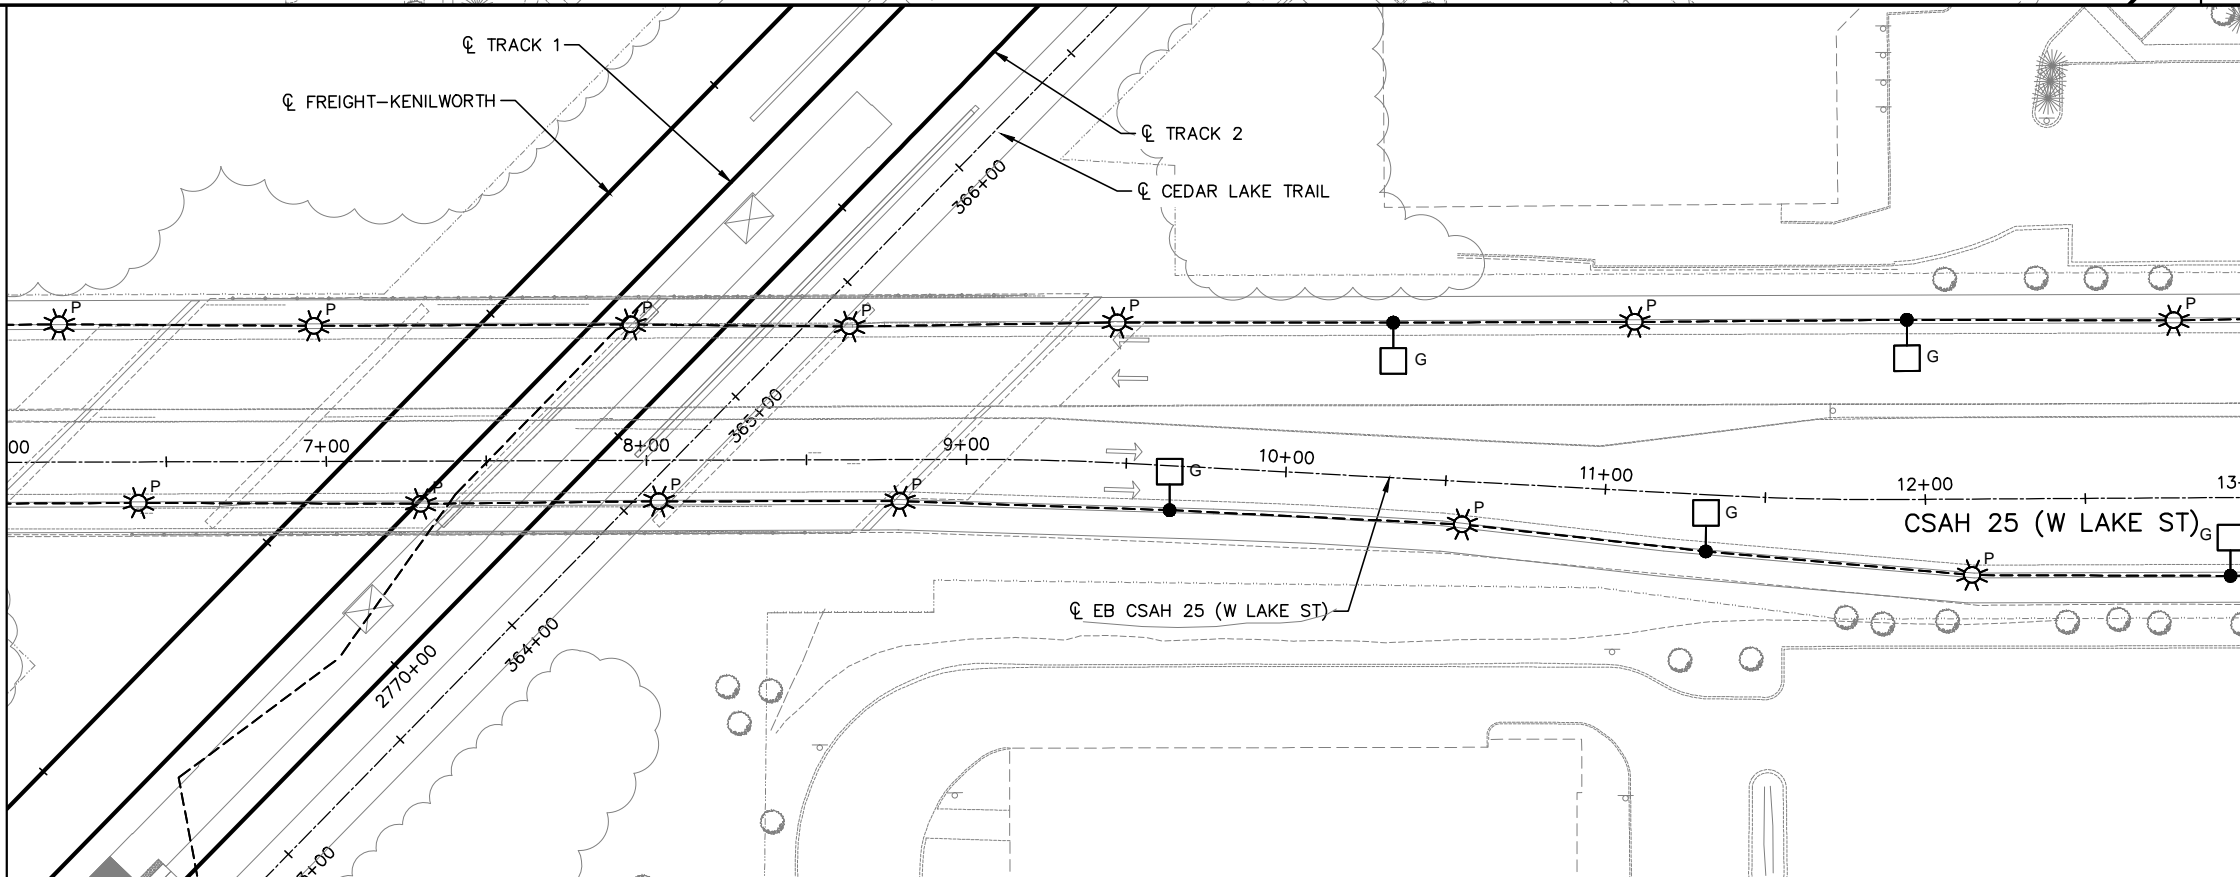 ℄ TRACK 1
℄ FREIGHT-KENILWORTH
℄ TRACK 2
℄ CEDAR LAKE TRAIL
366+00
P
P
P
P
P
P
P
G
G
365+00
00
7+00
8+00
9+00
10+00
11+00
12+00
13-
P
P
P
P
G
P
G
P
G
CSAH 25 (W LAKE ST)
℄ EB CSAH 25 (W LAKE ST)
364+00
2770+00
+00